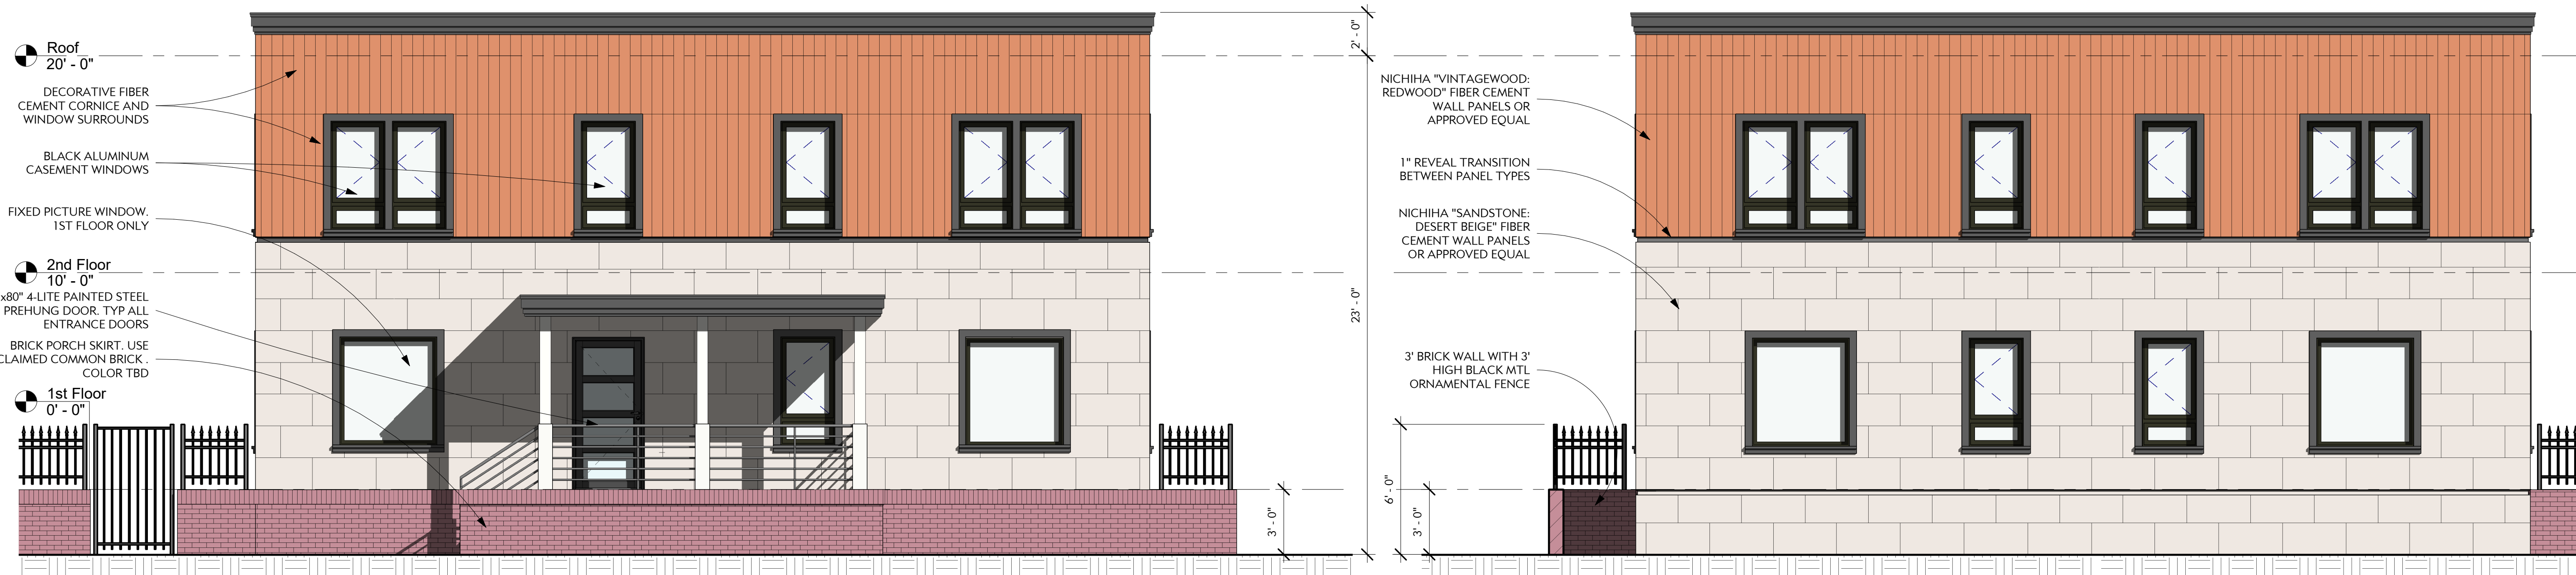 Roof
20' - 0"
DECORATIVE FIBER
CEMENT CORNICE AND
WINDOW SURROUNDS
BLACK ALUMINUM
CASEMENT WINDOWS
FIXED PICTURE WINDOW.
1ST FLOOR ONLY
2nd Floor
10' - 0"
x80" 4-LITE PAINTED STEEL
PREHUNG DOOR. TYP ALL
ENTRANCE DOORS
BRICK PORCH SKIRT. USE
CLAIMED COMMON BRICK .
COLOR TBD
1st Floor
0' - 0"
3' - 0"
2' - 0"
23' - 0"
NICHIHA "VINTAGEWOOD:
REDWOOD" FIBER CEMENT
WALL PANELS OR
APPROVED EQUAL
1" REVEAL TRANSITION
BETWEEN PANEL TYPES
NICHIHA "SANDSTONE:
DESERT BEIGE" FIBER
CEMENT WALL PANELS
OR APPROVED EQUAL
3' BRICK WALL WITH 3'
HIGH BLACK MTL
ORNAMENTAL FENCE
6' - 0"
3' - 0"